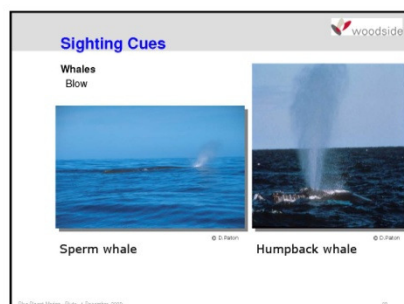 woodside
Sighting Cues
Whales
Blow
© D.Paton
© D.Paton
Sperm whale
Humpback whale